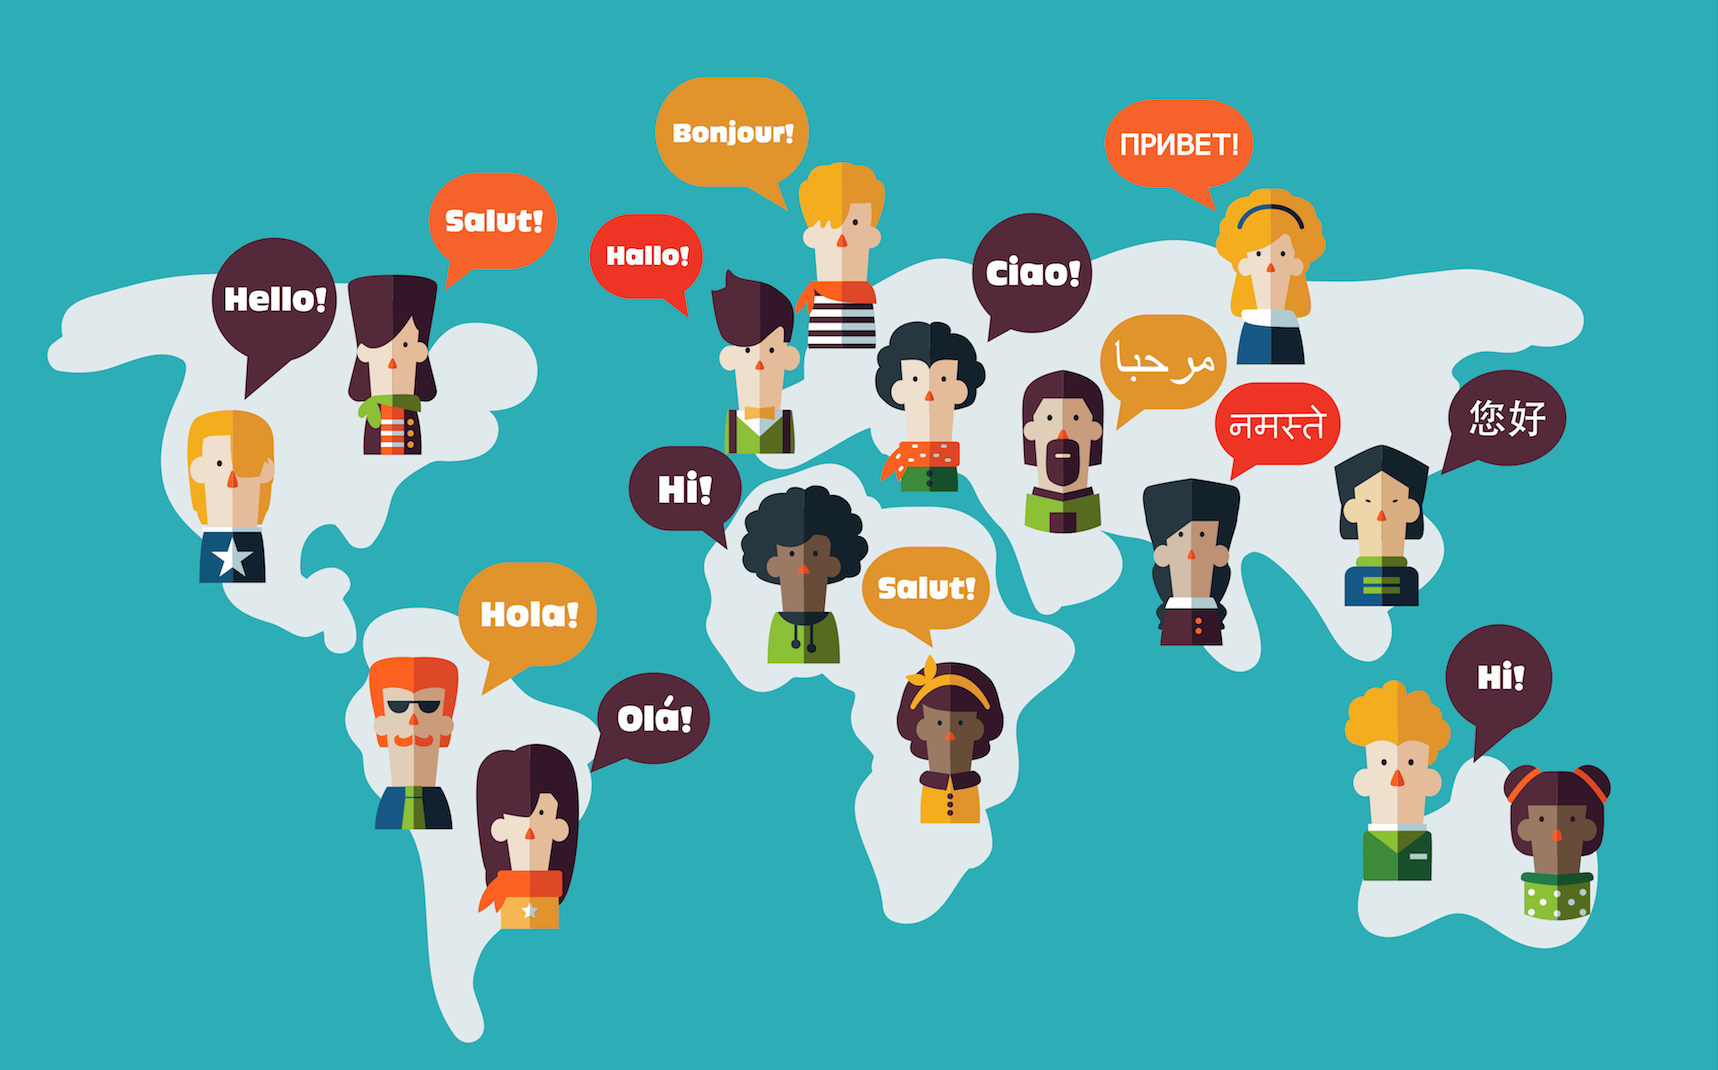 Bonjour!
ПРИВЕТ!
Salut!
Hallo!
Ciao!
Hello!
مرحبا
नमस्ते
您好
Hi!
Salut!
Hola!
Olá!
Hi!